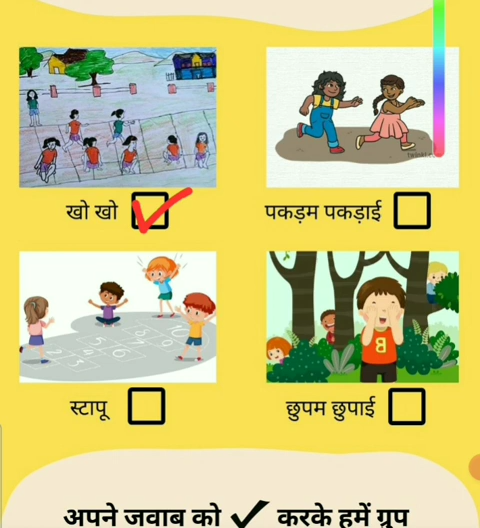 खो खो
पकड़म पकड़ाई
स्टापू
छुपम छुपाई
अपने जवाब को ✓ करके हमें ग्रुप